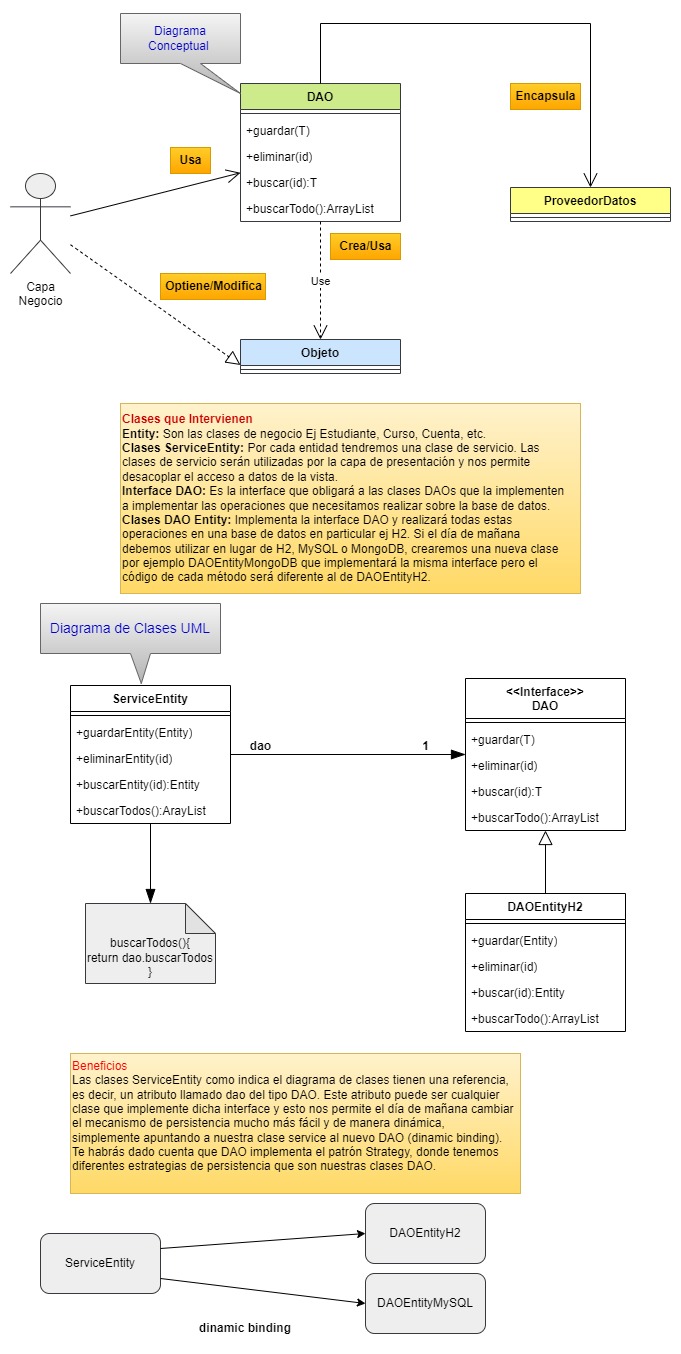 Diagrama
Conceptual
DAO
+guardar(T)
+eliminar(id)
+buscar(id):T
+buscarTodo():ArrayList
Encapsula
Usa
ProveedorDatos
Capa
Negocio
Crea/Usa
Optiene/Modifica
Use
Objeto
Clases que Intervienen
Entity: Son las clases de negocio Ej Estudiante, Curso, Cuenta, etc.
Clases ServiceEntity: Por cada entidad tendremos una clase de servicio. Las
clases de servicio serán utilizadas por la capa de presentación y nos permite
desacoplar el acceso a datos de la vista.
Interface DAO: Es la interface que obligará a las clases DAOs que la implementen
a implementar las operaciones que necesitamos realizar sobre la base de datos.
Clases DAO Entity: Implementa la interface DAO y realizará todas estas
operaciones en una base de datos en particular ej H2. Si el día de mañana
debemos utilizar en lugar de H2, MySQL o MongoDB, crearemos una nueva clase
por ejemplo DAOEntityMongoDB que implementará la misma interface pero el
código de cada método será diferente al de DAOEntityH2.
Diagrama de Clases UML
ServiceEntity
+guardarEntity(Entity)
+eliminarEntity(id)
+buscarEntity(id):Entity
+buscarTodos():ArayList
dao
1
<<Interface>>
DAO
+guardar(T)
+eliminar(id)
+buscar(id):T
+buscarTodo():ArrayList
buscarTodos(){
return dao.buscarTodos
}
DAOEntityH2
+guardar(Entity)
+eliminar(id)
+buscar(id):Entity
+buscarTodo():ArrayList
Beneficios
Las clases ServiceEntity como indica el diagrama de clases tienen una referencia,
es decir, un atributo llamado dao del tipo DAO. Este atributo puede ser cualquier
clase que implemente dicha interface y esto nos permite el día de mañana cambiar
el mecanismo de persistencia mucho más fácil y de manera dinámica,
simplemente apuntando a nuestra clase service al nuevo DAO (dinamic binding).
Te habrás dado cuenta que DAO implementa el patrón Strategy, donde tenemos
diferentes estrategias de persistencia que son nuestras clases DAO.
ServiceEntity
DAOEntityH2
DAOEntityMySQL
dinamic binding